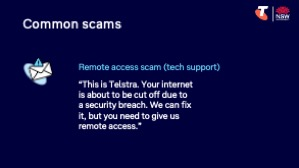 Common scams
NSW
Remote access scam (tech support)
“This is Telstra. Your internet
is about to be cut off due to
a security breach. We can fix
it, but you need to give us
remote access.”